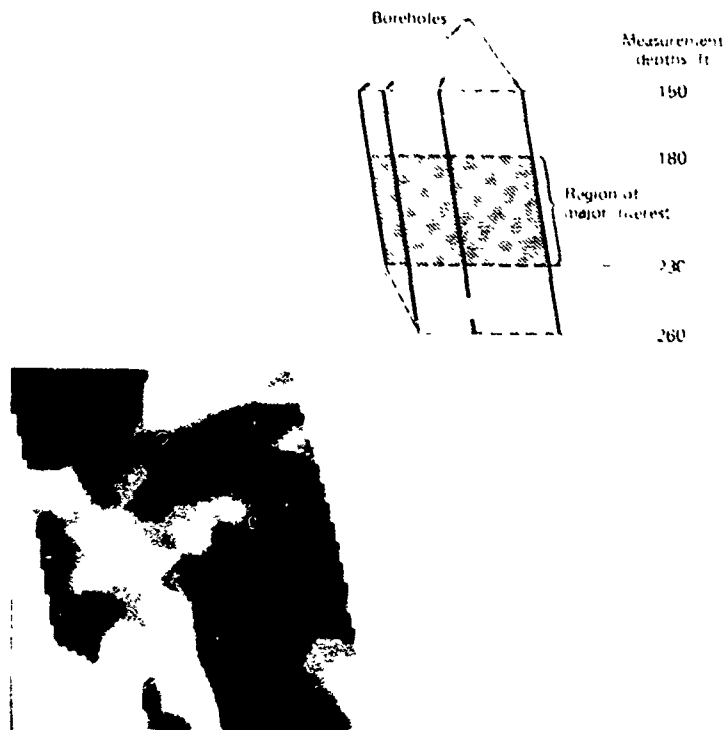 Boreholes
Measurement
depths ft
150
180
Region of
major interest
230
260